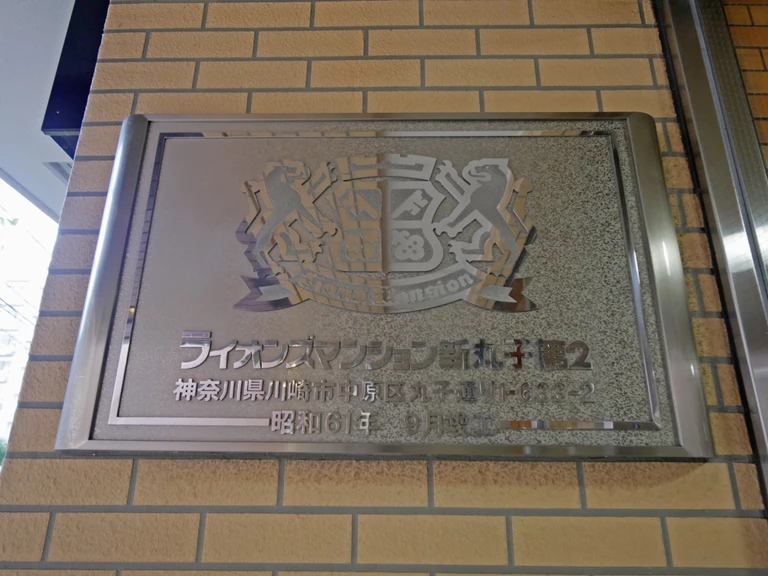 Lions Mansion
ライオンズマンション新丸子第2
神奈川県川崎市中原区丸子通り1-636-2
昭和61年 9月竣工